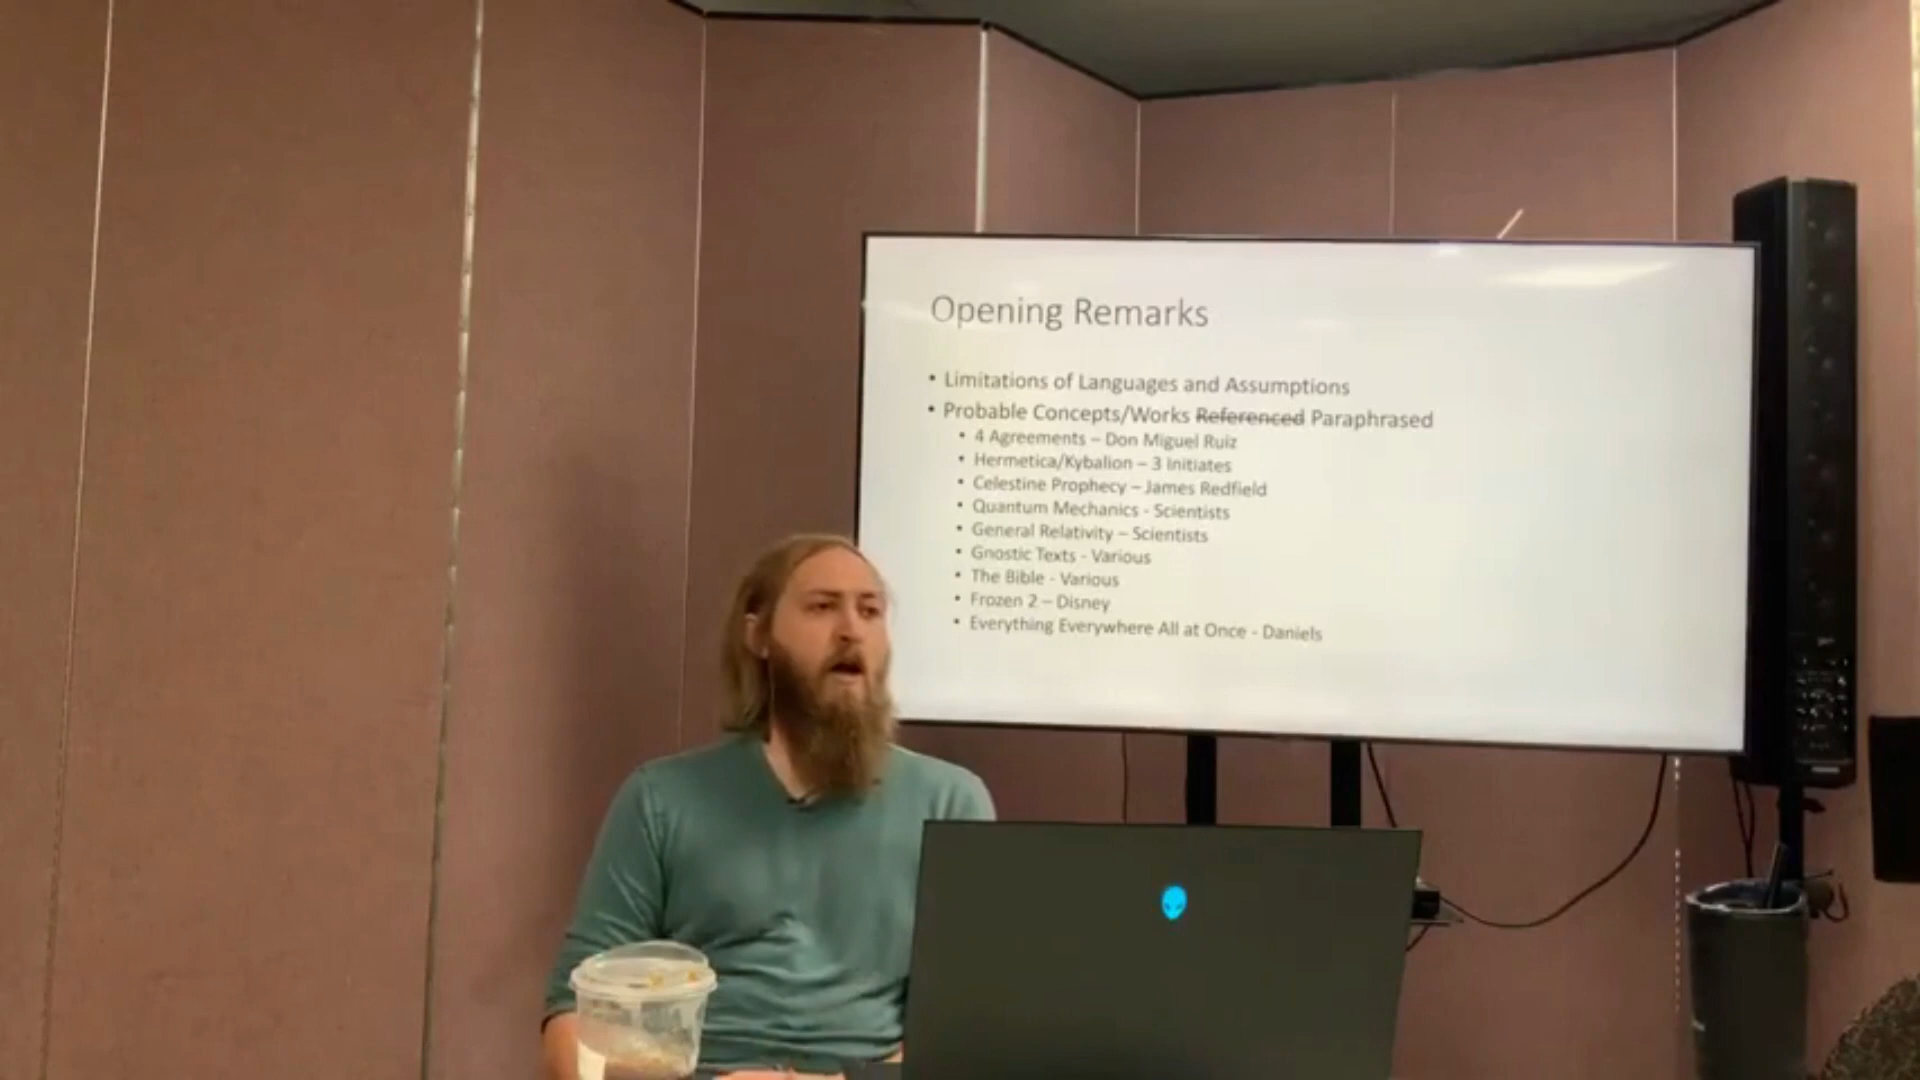 Opening Remarks
• Limitations of Languages and Assumptions
• Probable Concepts/Works Referenced Paraphrased
• 4 Agreements – Don Miguel Ruiz
• Hermetica/Kybalion – 3 Initiates
• Celestine Prophecy – James Redfield
• Quantum Mechanics - Scientists
• General Relativity – Scientists
• Gnostic Texts - Various
• The Bible - Various
• Frozen 2 – Disney
• Everything Everywhere All at Once - Daniels